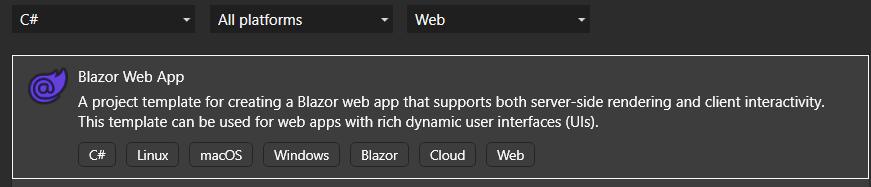 C# All platforms Web
Blazor Web App
A project template for creating a Blazor web app that supports both server-side rendering and client interactivity.
This template can be used for web apps with rich dynamic user interfaces (UIs).
C# Linux macOS Windows Blazor Cloud Web